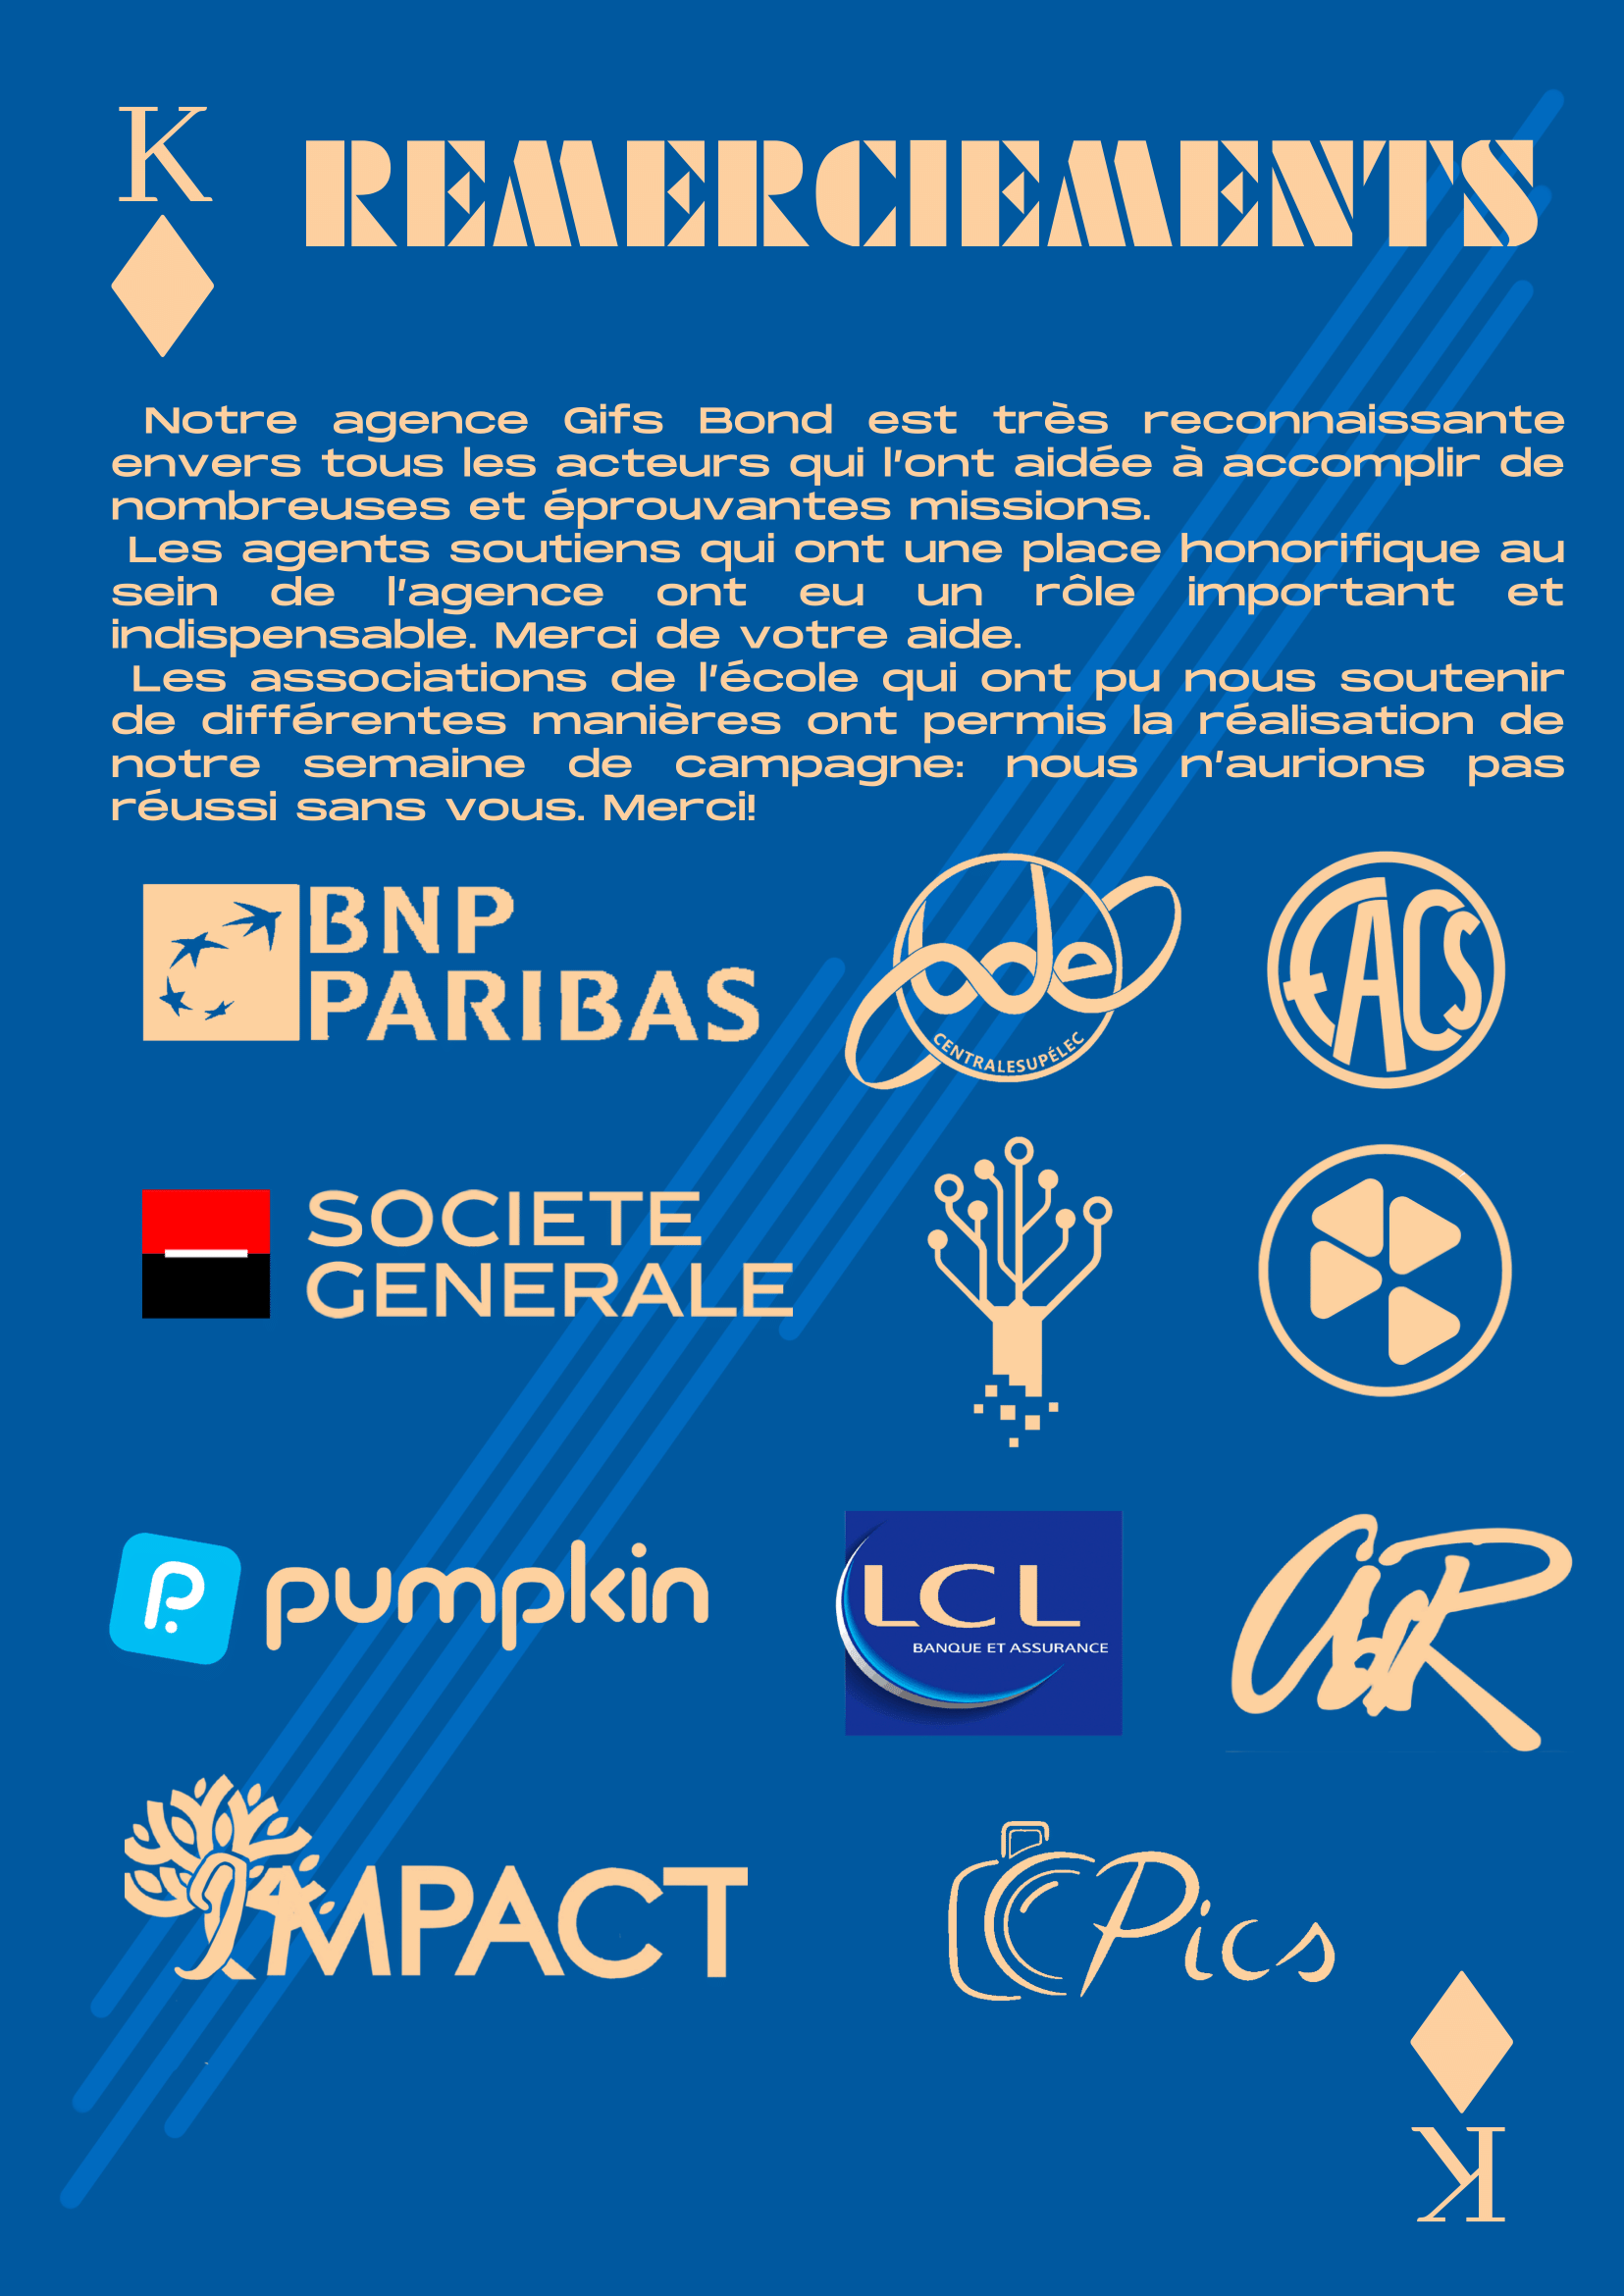 K
REMERCIEMENTS
Notre agence Gifs Bond est très reconnaissante
envers tous les acteurs qui l'ont aidée à accomplir de
nombreuses et éprouvantes missions.
Les agents soutiens qui ont une place honorifique au
sein de l'agence ont eu un rôle important et
indispensable. Merci de votre aide.
Les associations de l'école qui ont pu nous soutenir
de différentes manières ont permis la réalisation de
notre semaine de campagne: nous n'aurions pas
réussi sans vous. Merci!
BNP
PARIBAS
bde
CENTRALESUPÉLEC
FACS
SOCIETE
GENERALE
pumpkin
LCL
BANQUE ET ASSURANCE
IMPACT
Pics
K